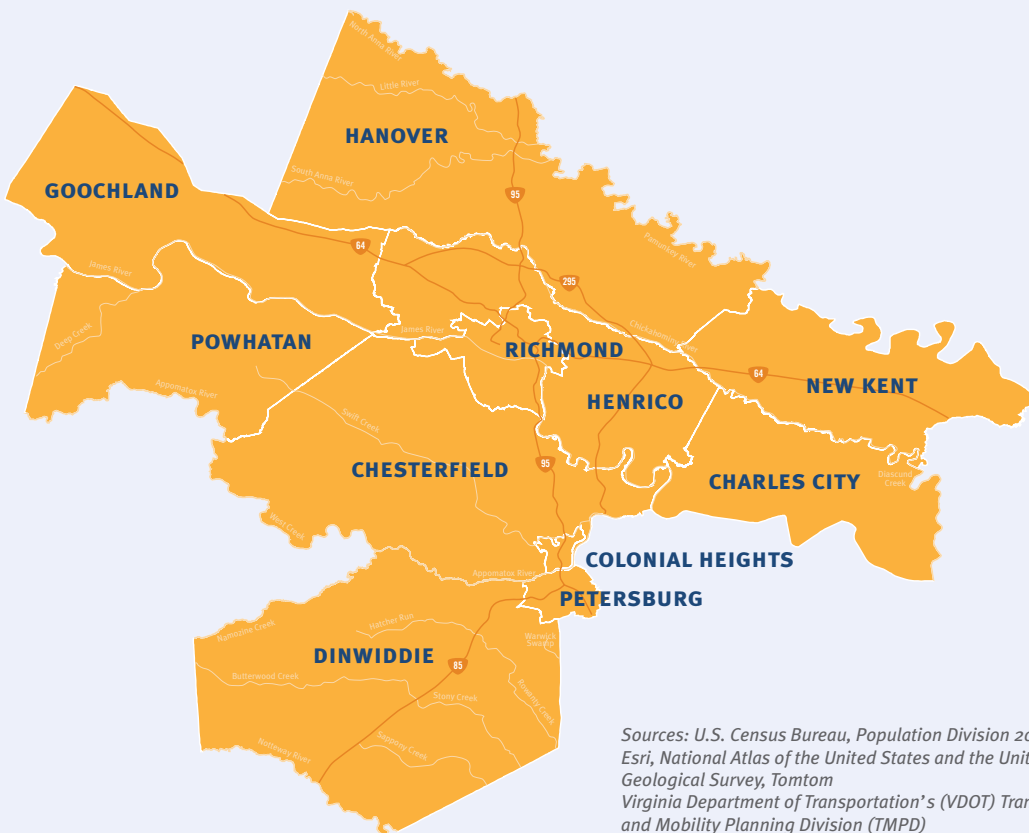 North Anna River
Little River
HANOVER
South Anna River
GOOCHLAND
95
64
Pamunkey River
James River
295
Deep Creek
POWHATAN
James River
Chickahominy River
RICHMOND
64
NEW KENT
Appomatox River
HENRICO
Swift Creek
CHESTERFIELD
95
CHARLES CITY
Diascund
Creek
West Creek
COLONIAL HEIGHTS
Appomatox River
PETERSBURG
Namozine Creek
Hatcher Run
Warwick
Swamp
DINWIDDIE
85
Butterwood Creek
Rowanty Creek
Stony Creek
Nottoway River
Sappony Creek
Sources: U.S. Census Bureau, Population Division
Esri, National Atlas of the United States and the
Geological Survey, Tomtom
Virginia Department of Transportation's (VDOT)
and Mobility Planning Division (TMPD)